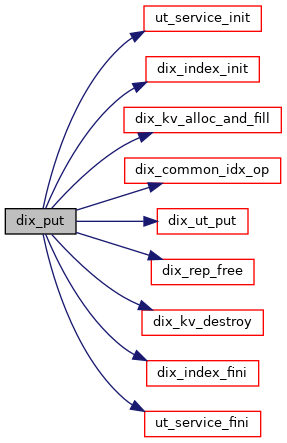 ut_service_init
dix_index_init
dix_kv_alloc_and_fill
dix_common_idx_op
dix_put
dix_ut_put
dix_rep_free
dix_kv_destroy
dix_index_fini
ut_service_fini